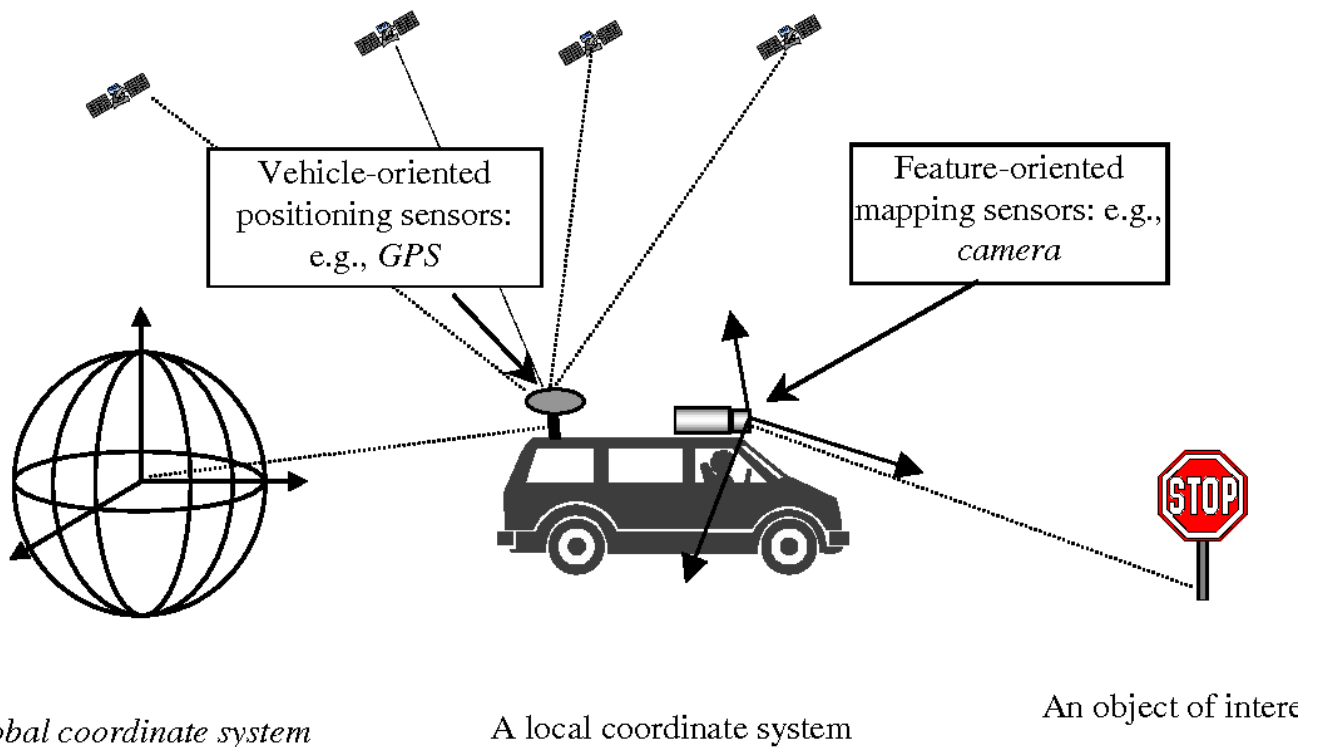 Vehicle-oriented
positioning sensors:
e.g., GPS
Feature-oriented
mapping sensors: e.g.,
camera
STOP
obal coordinate system
A local coordinate system
An object of intere